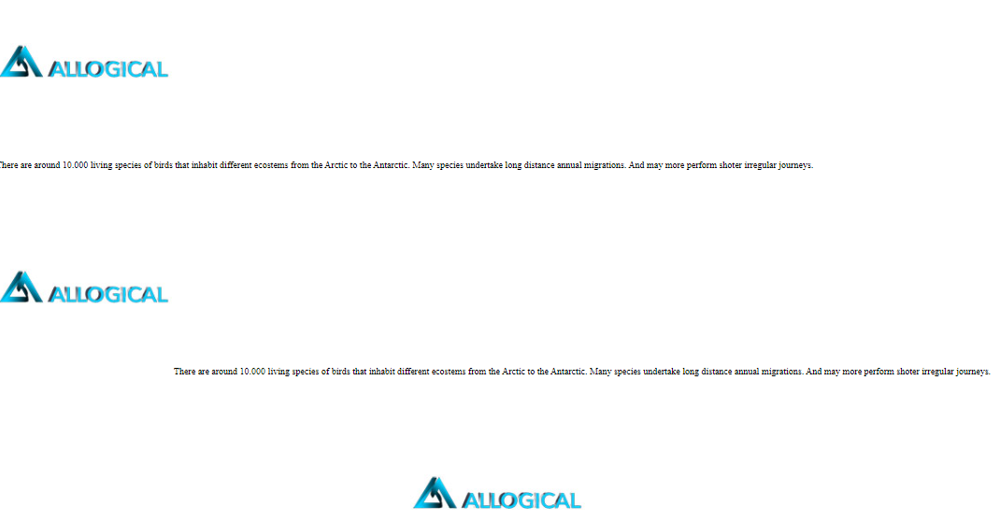 ALLOGICAL
There are around 10.000 living species of birds that inhabit different ecostems from the Arctic to the Antarctic. Many species undertake long distance annual migrations. And may more perform shoter irregular journeys.
ALLOGICAL
There are around 10.000 living species of birds that inhabit different ecostems from the Arctic to the Antarctic. Many species undertake long distance annual migrations. And may more perform shoter irregular journeys.
ALLOGICAL